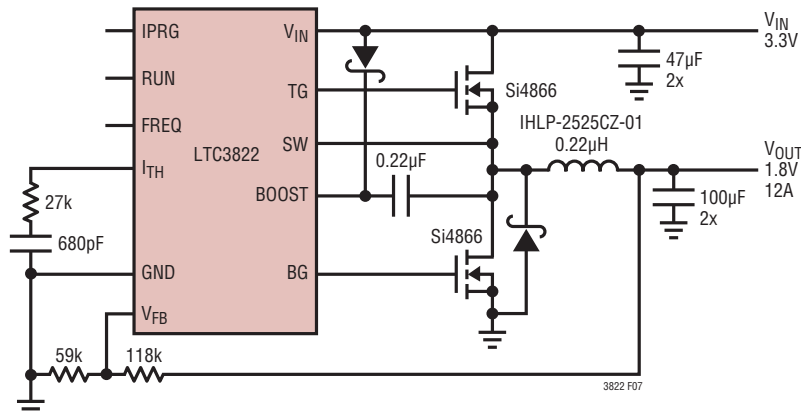 IPRG
RUN
FREQ
ITH
GND
VFB
LTC3822
VIN
TG
SW
BOOST
BG
27k
680pF
59k
118k
0.22µF
Si4866
Si4866
IHLP-2525CZ-01
0.22µH
47µF
2x
VIN
3.3V
VOUT
1.8V
12A
100µF
2x
3822 F07